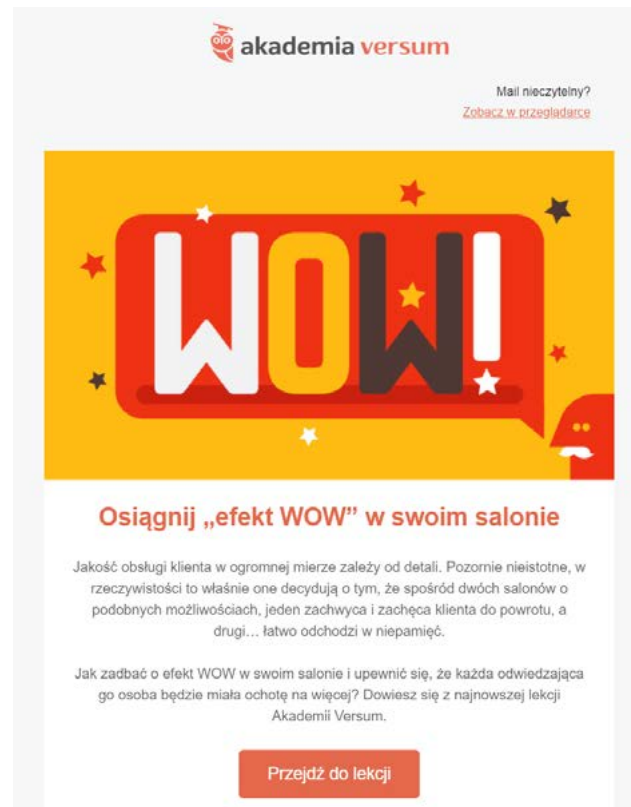 akademia versum
Mail nieczytelny?
Zobacz w przeglądarce
WOW!
Osiągnij „efekt WOW” w swoim salonie
Jakość obsługi klienta w ogromnej mierze zależy od detali. Pozornie nieistotne, w
rzeczywistości to właśnie one decydują o tym, że spośród dwóch salonów o
podobnych możliwościach, jeden zachwyca i zachęca klienta do powrotu, a
drugi… łatwo odchodzi w niepamięć.
Jak zadbać o efekt WOW w swoim salonie i upewnić się, że każda odwiedzająca
go osoba będzie miała ochotę na więcej? Dowiesz się z najnowszej lekcji
Akademii Versum.
Przejdź do lekcji